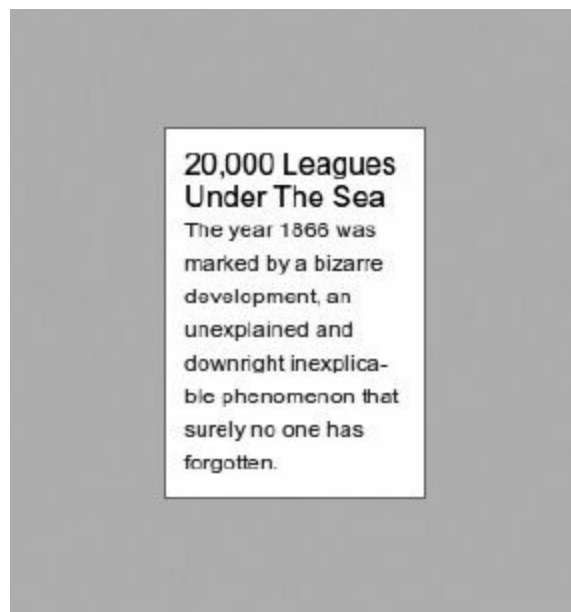 20,000 Leagues
Under The Sea
The year 1866 was
marked by a bizarre
development, an
unexplained and
downright inexplica-
ble phenomenon that
surely no one has
forgotten.